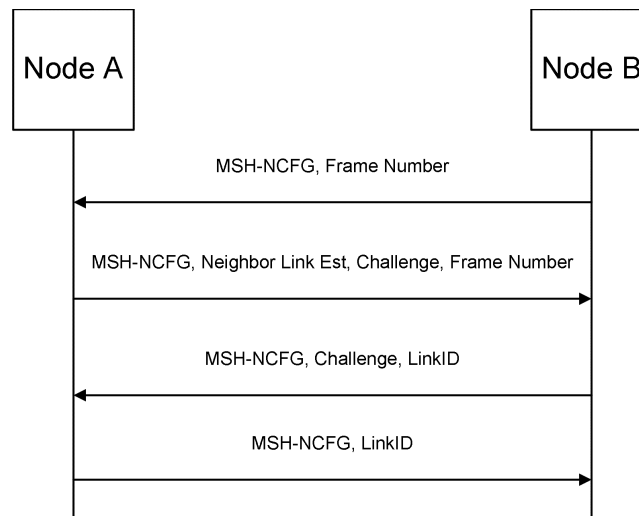 Node A
Node B
MSH-NCFG, Frame Number
MSH-NCFG, Neighbor Link Est, Challenge, Frame Number
MSH-NCFG, Challenge, LinkID
MSH-NCFG, LinkID